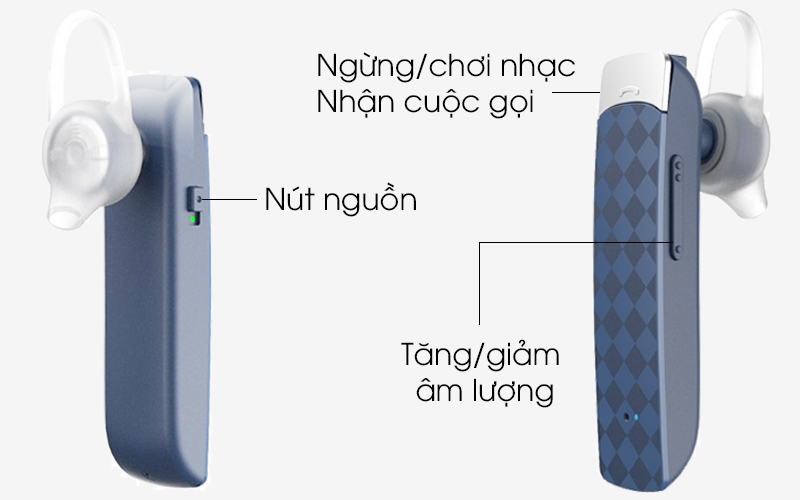 Ngừng/chơi nhạc
Nhận cuộc gọi
Nút nguồn
Tăng/giảm
âm lượng